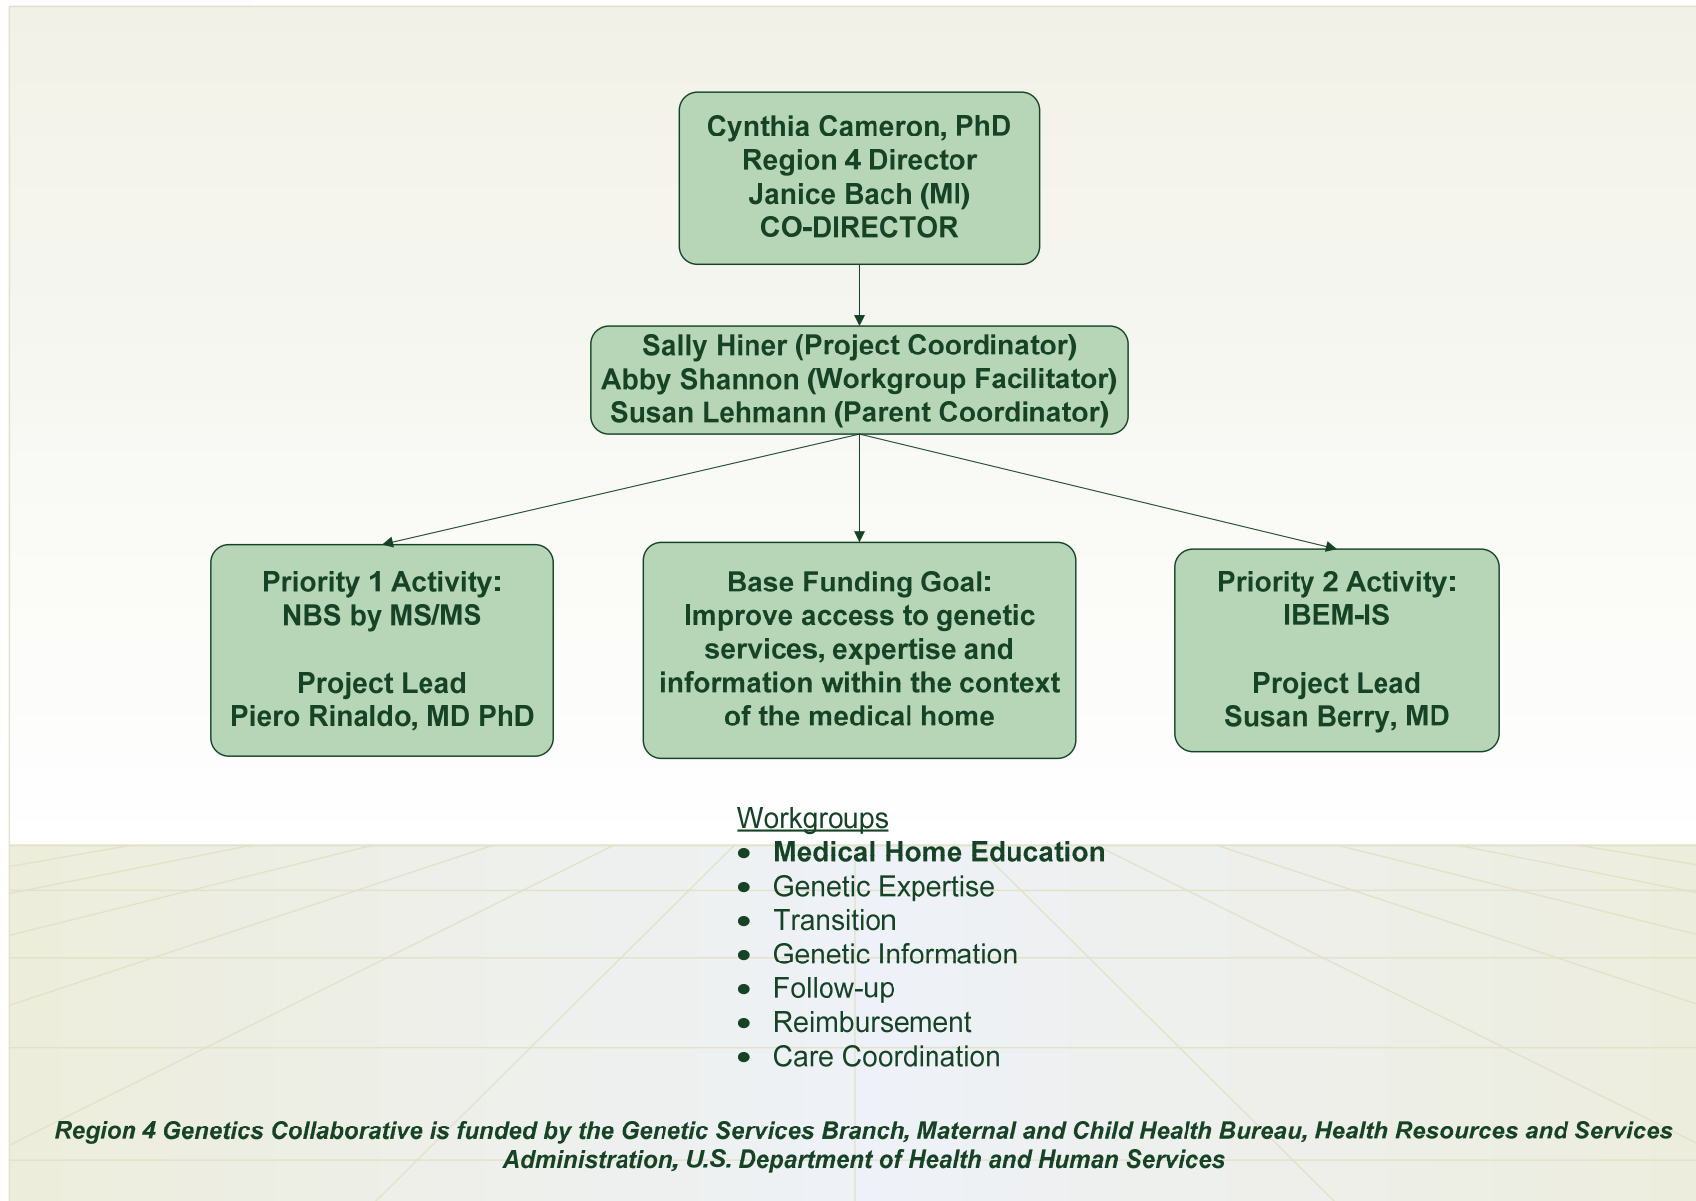 Cynthia Cameron, PhD
Region 4 Director
Janice Bach (MI)
CO-DIRECTOR
Sally Hiner (Project Coordinator)
Abby Shannon (Workgroup Facilitator)
Susan Lehmann (Parent Coordinator)
Priority 1 Activity:
NBS by MS/MS
Project Lead
Piero Rinaldo, MD PhD
Base Funding Goal:
Improve access to genetic
services, expertise and
information within the context
of the medical home
Priority 2 Activity:
IBEM-IS
Project Lead
Susan Berry, MD
Workgroups
• Medical Home Education
• Genetic Expertise
• Transition
• Genetic Information
• Follow-up
• Reimbursement
• Care Coordination
Region 4 Genetics Collaborative is funded by the Genetic Services Branch, Maternal and Child Health Bureau, Health Resources and Services
Administration, U.S. Department of Health and Human Services